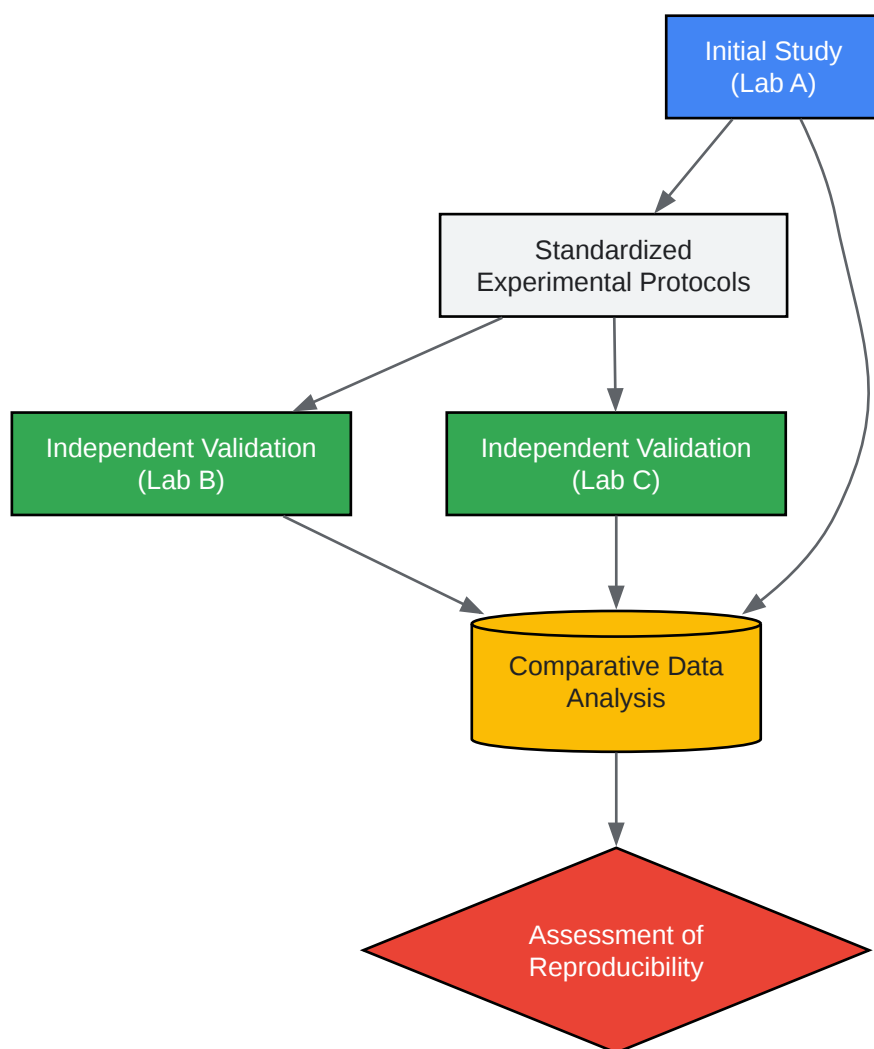 Initial Study
(Lab A)
Standardized
Experimental Protocols
Independent Validation
(Lab B)
Independent Validation
(Lab C)
Comparative Data
Analysis
Assessment of
Reproducibility